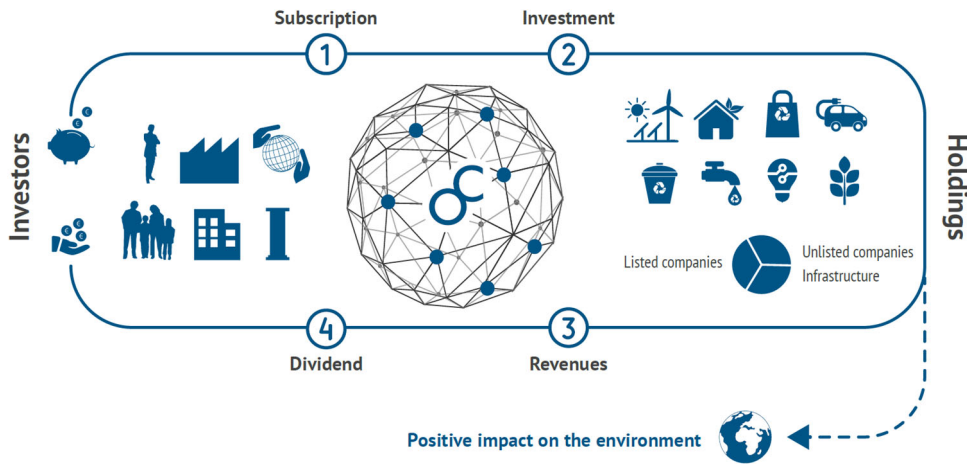 Subscription
Investment
1
2
Investors
Holdings
€
€
€
€
€
OC
Listed companies
Unlisted companies
Infrastructure
4
3
Dividend
Revenues
Positive impact on the environment